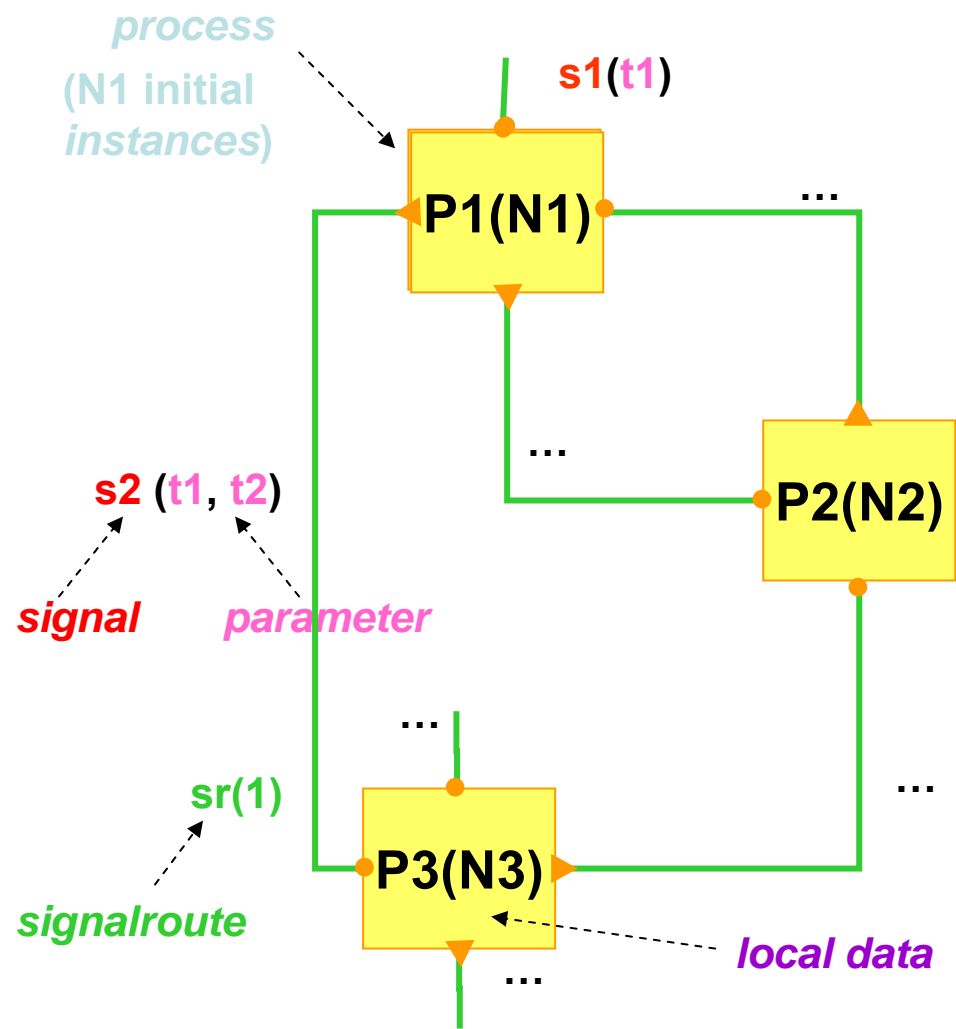 process
(N1 initial
instances)
s1(t1)
P1(N1)
...
...
s2 (t1, t2)
P2(N2)
signal
parameter
...
sr(1)
...
P3(N3)
signalroute
local data
...